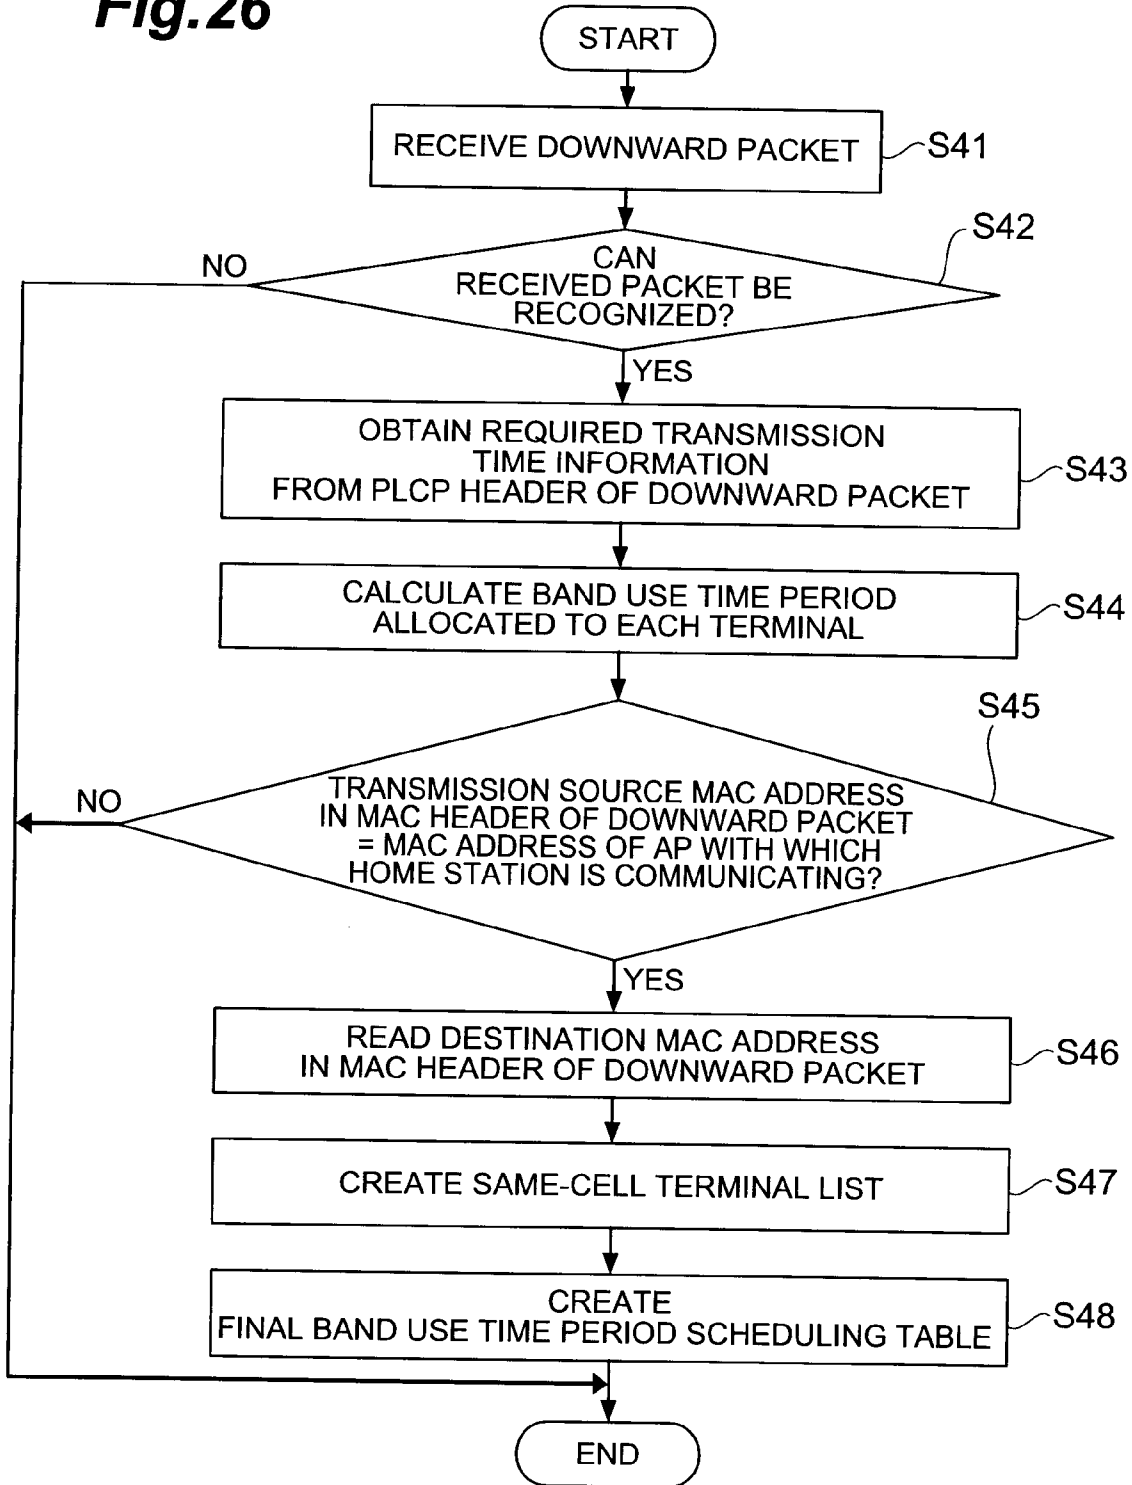 Fig.26
START
RECEIVE DOWNWARD PACKET
S41
S42
CAN
RECEIVED PACKET BE
RECOGNIZED?
NO
YES
OBTAIN REQUIRED TRANSMISSION
TIME INFORMATION
FROM PLCP HEADER OF DOWNWARD PACKET
S43
CALCULATE BAND USE TIME PERIOD
ALLOCATED TO EACH TERMINAL
S44
S45
TRANSMISSION SOURCE MAC ADDRESS
IN MAC HEADER OF DOWNWARD PACKET
= MAC ADDRESS OF AP WITH WHICH
HOME STATION IS COMMUNICATING?
NO
YES
READ DESTINATION MAC ADDRESS
IN MAC HEADER OF DOWNWARD PACKET
S46
CREATE SAME-CELL TERMINAL LIST
S47
CREATE
FINAL BAND USE TIME PERIOD SCHEDULING TABLE
S48
END